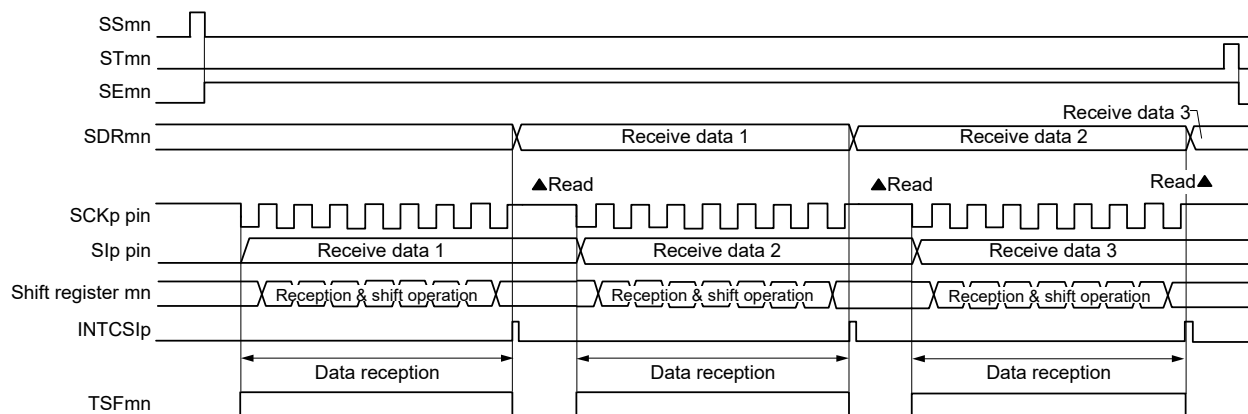 SSmn
STmn
SEmn
Receive data 3
SDRmn Receive data 1 Receive data 2
▲Read ▲Read Read▲
SCKp pin
SIp pin Receive data 1 Receive data 2 Receive data 3
Shift register mn Reception & shift operation Reception & shift operation Reception & shift operation
INTCSIp
Data reception Data reception Data reception
TSFmn